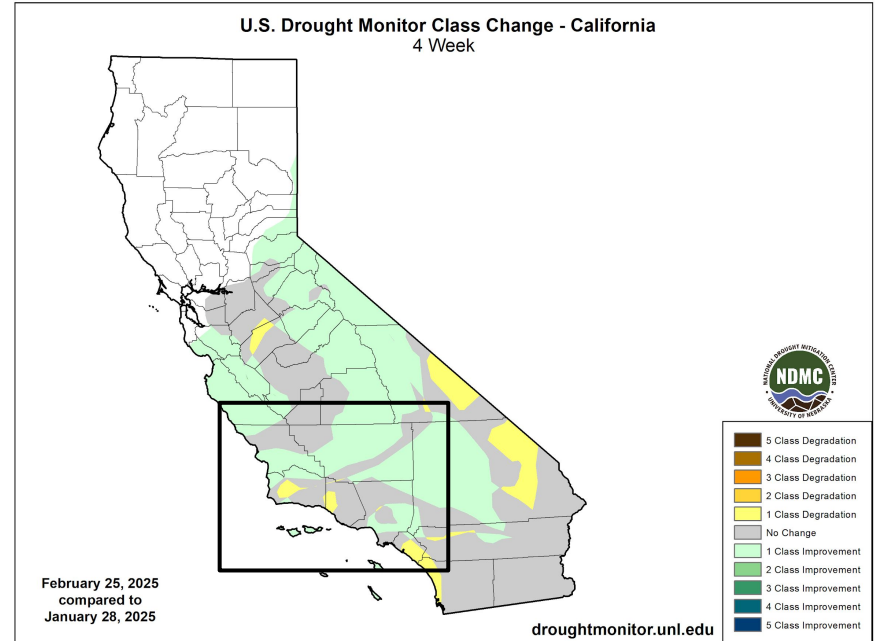 U.S. Drought Monitor Class Change - California
4 Week
NATIONAL DROUGHT MITIGATION CENTER
NDMC
UNIVERSITY OF NEBRASKA
5 Class Degradation
4 Class Degradation
3 Class Degradation
2 Class Degradation
1 Class Degradation
No Change
1 Class Improvement
2 Class Improvement
3 Class Improvement
4 Class Improvement
5 Class Improvement
February 25, 2025
compared to
January 28, 2025
droughtmonitor.unl.edu